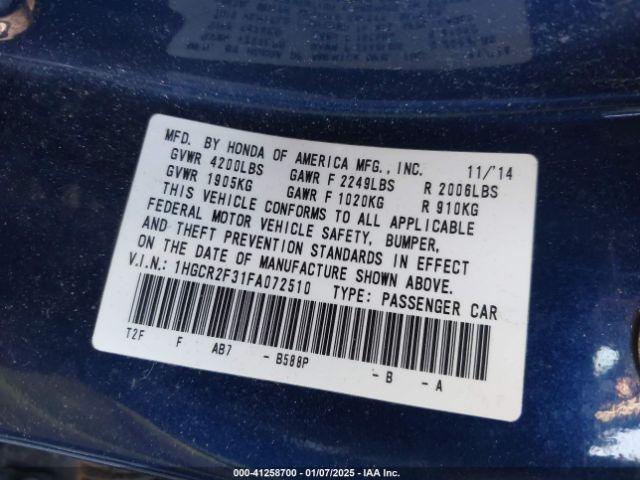 MFD. BY HONDA OF AMERICA MFG., INC. 11/'14
GVWR 4200LBS GAWR F 2249LBS R 2006LBS
GVWR 1905KG GAWR F 1020KG R 910KG
THIS VEHICLE CONFORMS TO ALL APPLICABLE
FEDERAL MOTOR VEHICLE SAFETY, BUMPER,
AND THEFT PREVENTION STANDARDS IN EFFECT
ON THE DATE OF MANUFACTURE SHOWN ABOVE.
V.I.N.: 1HGCR2F31FA072510 TYPE: PASSENGER CAR
T2F F AB7 - B588P - B - A
000-41258700 - 01/07/2025 - IAA Inc.